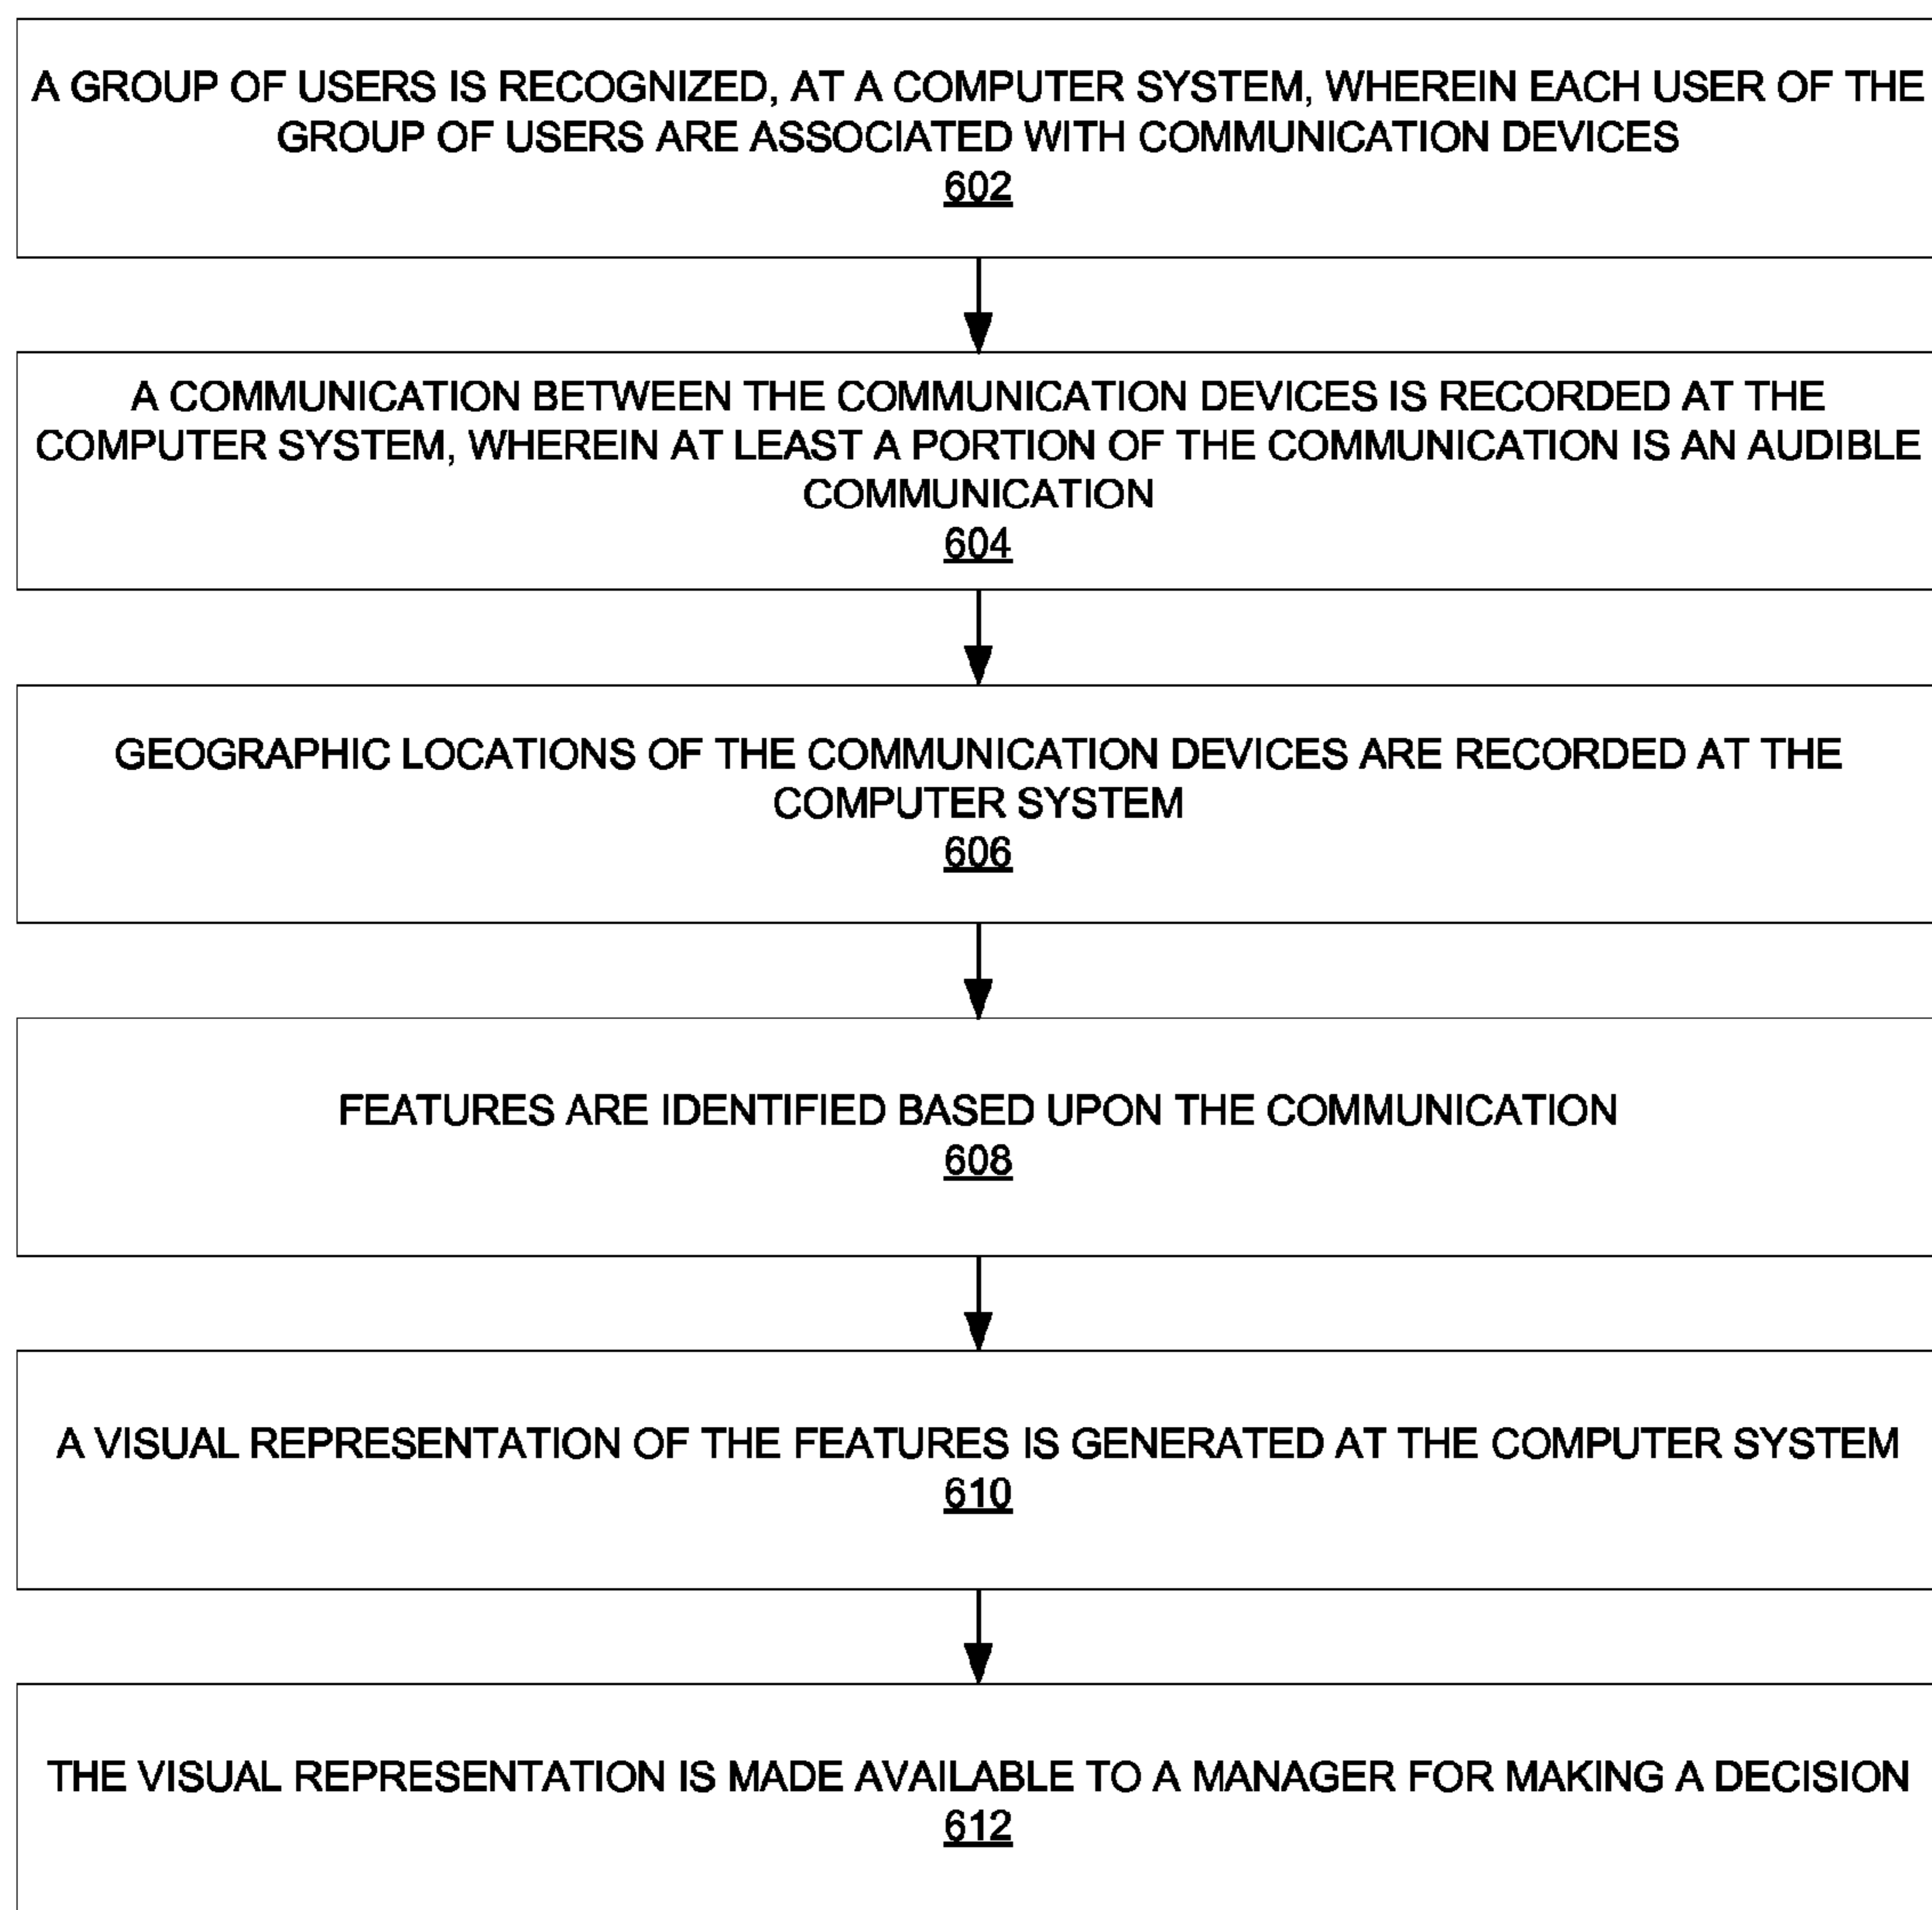 A GROUP OF USERS IS RECOGNIZED, AT A COMPUTER SYSTEM, WHEREIN EACH USER OF THE
GROUP OF USERS ARE ASSOCIATED WITH COMMUNICATION DEVICES
602
A COMMUNICATION BETWEEN THE COMMUNICATION DEVICES IS RECORDED AT THE
COMPUTER SYSTEM, WHEREIN AT LEAST A PORTION OF THE COMMUNICATION IS AN AUDIBLE
COMMUNICATION
604
GEOGRAPHIC LOCATIONS OF THE COMMUNICATION DEVICES ARE RECORDED AT THE
COMPUTER SYSTEM
606
FEATURES ARE IDENTIFIED BASED UPON THE COMMUNICATION
608
A VISUAL REPRESENTATION OF THE FEATURES IS GENERATED AT THE COMPUTER SYSTEM
610
THE VISUAL REPRESENTATION IS MADE AVAILABLE TO A MANAGER FOR MAKING A DECISION
612